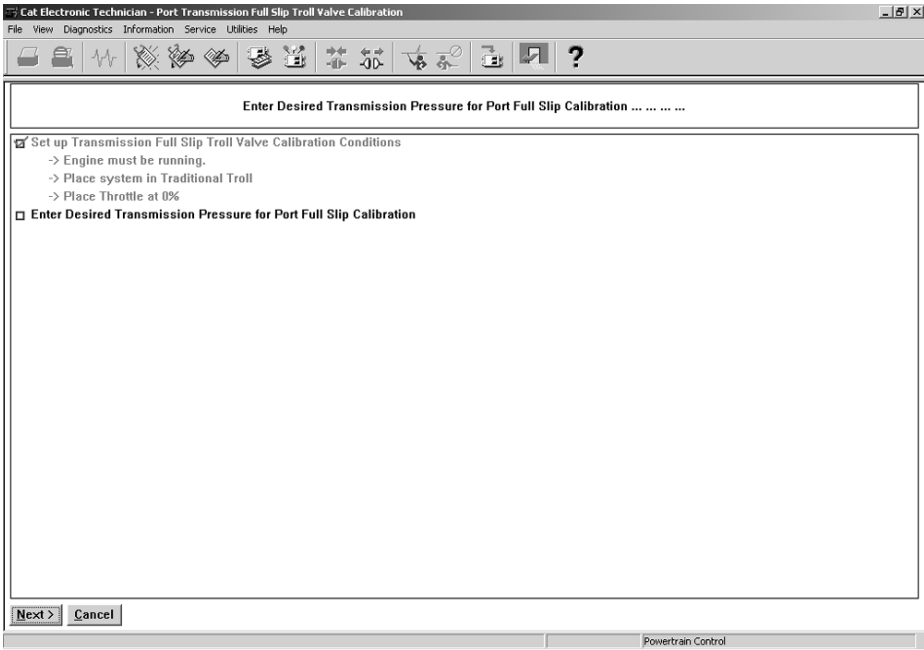 Cat Electronic Technician - Port Transmission Full Slip Troll Valve Calibration
File View Diagnostics Information Service Utilities Help
?
Enter Desired Transmission Pressure for Port Full Slip Calibration ... ... ... ...
Set up Transmission Full Slip Troll Valve Calibration Conditions
-> Engine must be running.
-> Place system in Traditional Troll
-> Place Throttle at 0%
Enter Desired Transmission Pressure for Port Full Slip Calibration
Next > Cancel
Powertrain Control